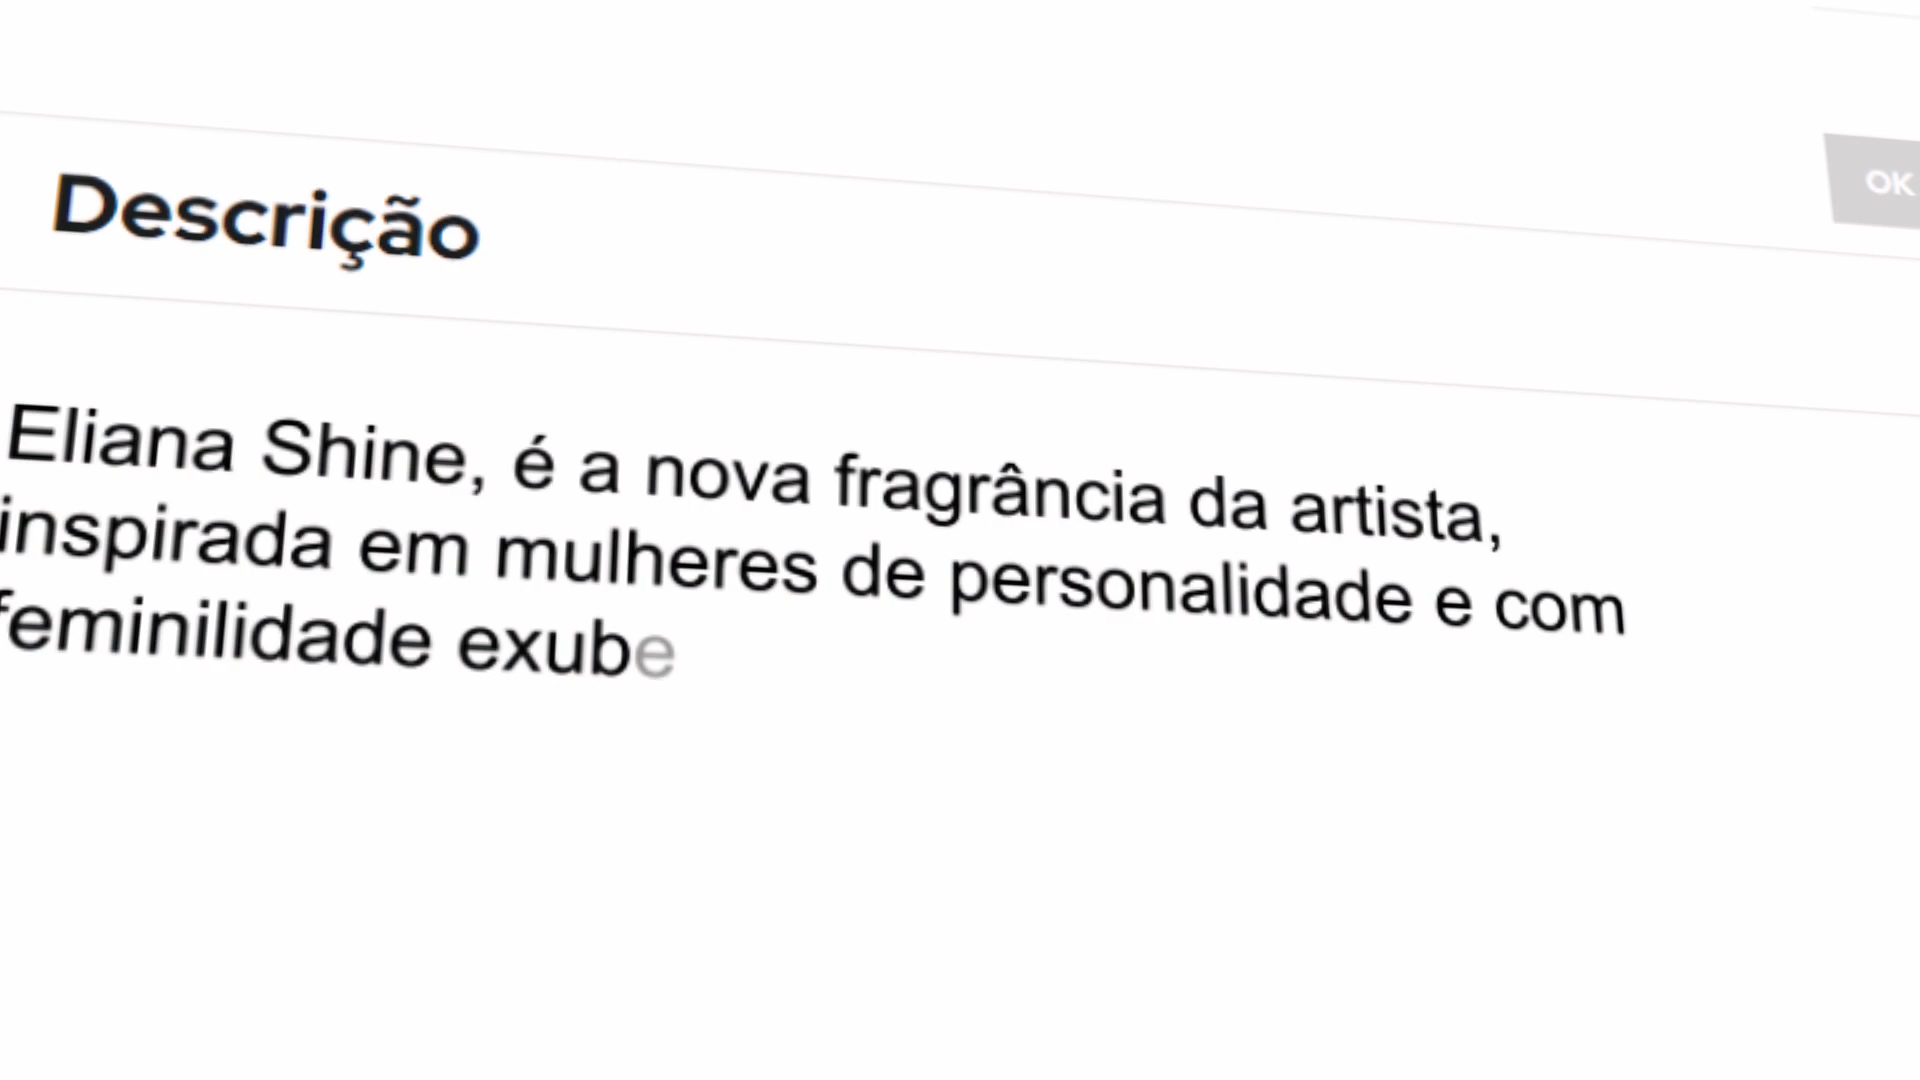 OK
Descrição
Eliana Shine, é a nova fragrância da artista,
inspirada em mulheres de personalidade e com
feminilidade exube